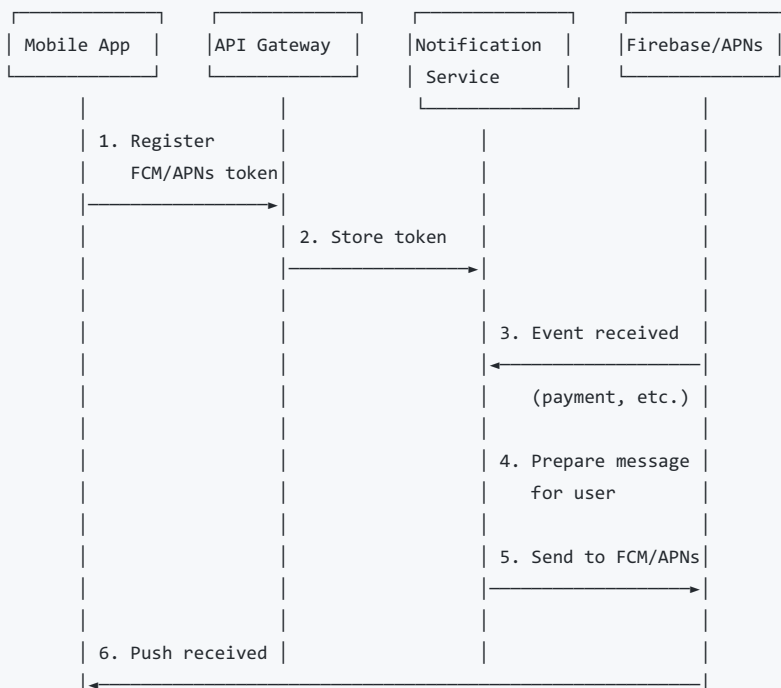 Mobile App API Gateway Notification Firebase/APNs
Service
1. Register
FCM/APNs token
2. Store token
3. Event received
(payment, etc.)
4. Prepare message
for user
5. Send to FCM/APNs
6. Push received